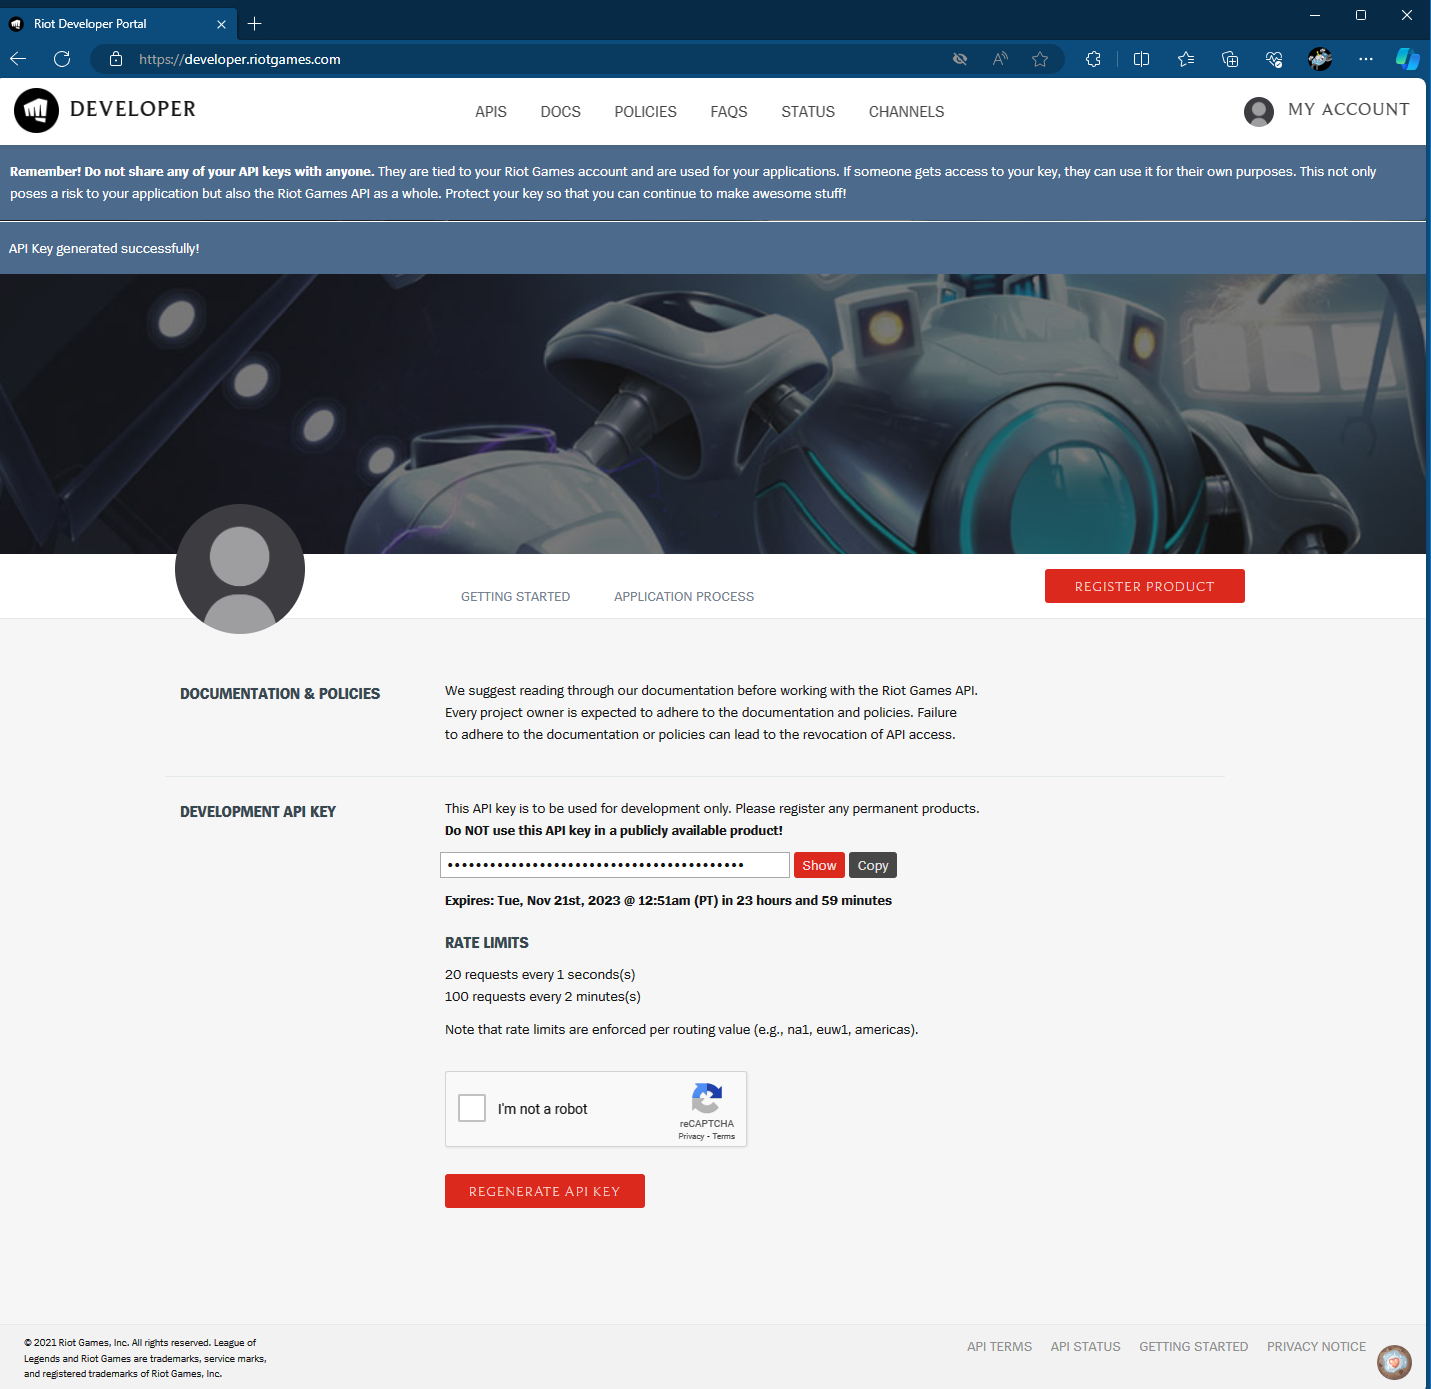 Riot Developer Portal
https://developer.riotgames.com
DEVELOPER
APIS DOCS POLICIES FAQS STATUS CHANNELS
MY ACCOUNT
Remember! Do not share any of your API keys with anyone. They are tied to your Riot Games account and are used for your applications. If someone gets access to your key, they can use it for their own purposes. This not only
poses a risk to your application but also the Riot Games API as a whole. Protect your key so that you can continue to make awesome stuff!
API Key generated successfully!
GETTING STARTED APPLICATION PROCESS
REGISTER PRODUCT
DOCUMENTATION & POLICIES
We suggest reading through our documentation before working with the Riot Games API.
Every project owner is expected to adhere to the documentation and policies. Failure
to adhere to the documentation or policies can lead to the revocation of API access.
DEVELOPMENT API KEY
This API key is to be used for development only. Please register any permanent products.
Do NOT use this API key in a publicly available product!
Show Copy
Expires: Tue, Nov 21st, 2023 @ 12:51am (PT) in 23 hours and 59 minutes
RATE LIMITS
20 requests every 1 seconds(s)
100 requests every 2 minutes(s)
Note that rate limits are enforced per routing value (e.g., na1, euw1, americas).
I'm not a robot
reCAPTCHA
Privacy - Terms
REGENERATE API KEY
© 2021 Riot Games, Inc. All rights reserved. League of
Legends and Riot Games are trademarks, service marks,
and registered trademarks of Riot Games, Inc.
API TERMS API STATUS GETTING STARTED PRIVACY NOTICE